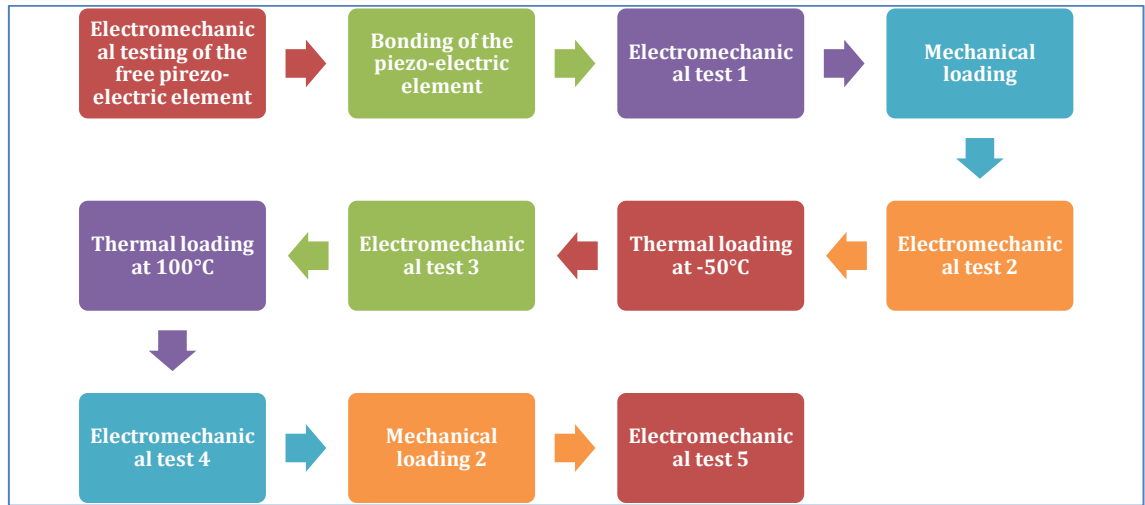 Electromechanic
al testing of the
free pirezo-
electric element
Bonding of the
piezo-electric
element
Electromechanic
al test 1
Mechanical
loading
Electromechanic
al test 2
Thermal loading
at -50°C
Electromechanic
al test 3
Thermal loading
at 100°C
Electromechanic
al test 4
Mechanical
loading 2
Electromechanic
al test 5